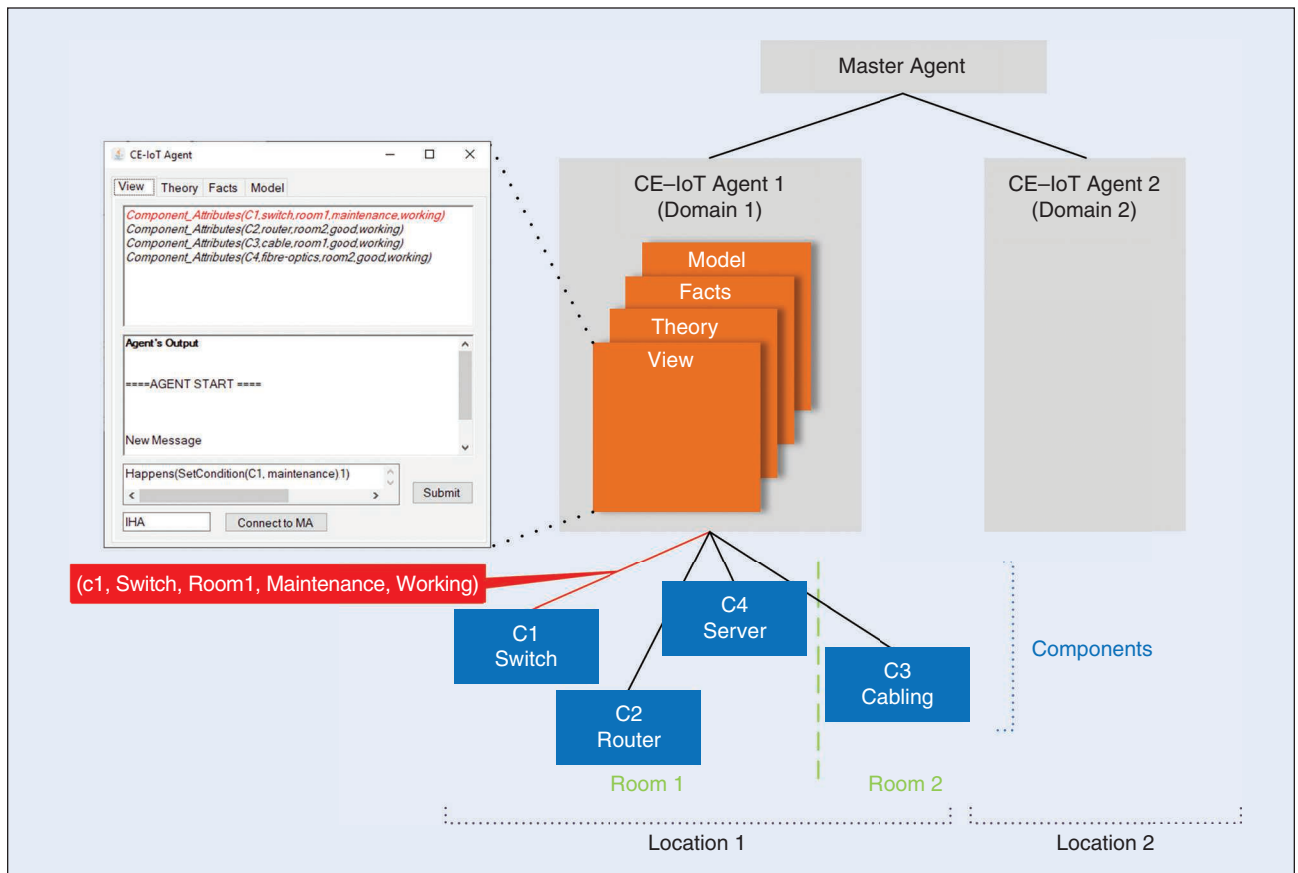 Master Agent
CE-IoT Agent
View Theory Facts Model
Component_Attributes(C1,switch,room1,maintenance,working)
Component_Attributes(C2,router,room2,good,working)
Component_Attributes(C3,cable,room1,good,working)
Component_Attributes(C4,fibre-optics,room2,good,working)
Agent's Output
====AGENT START ====
New Message
Happens(SetCondition(C1, maintenance) 1)
Submit
IHA
Connect to MA
CE–IoT Agent 1
(Domain 1)
CE–IoT Agent 2
(Domain 2)
Model
Facts
Theory
View
(c1, Switch, Room1, Maintenance, Working)
C1
Switch
C2
Router
C4
Server
C3
Cabling
Components
Room 1
Room 2
Location 1
Location 2